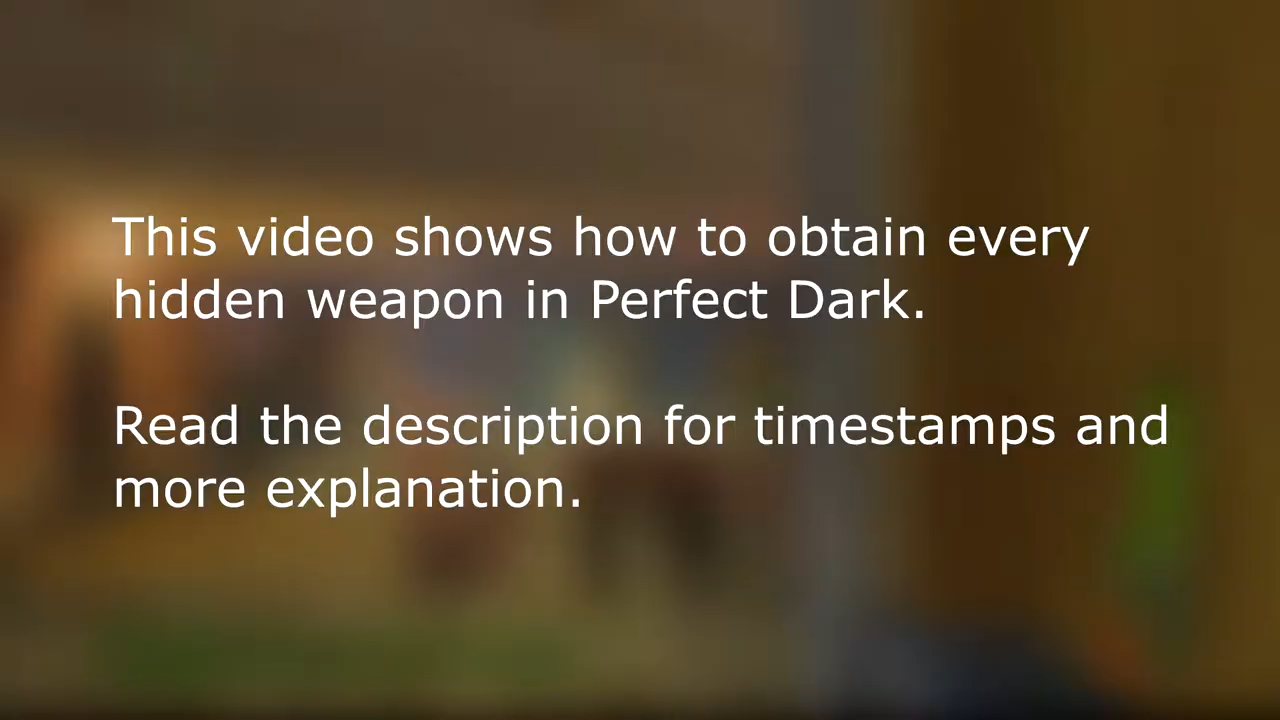 This video shows how to obtain every
hidden weapon in Perfect Dark.
Read the description for timestamps and
more explanation.